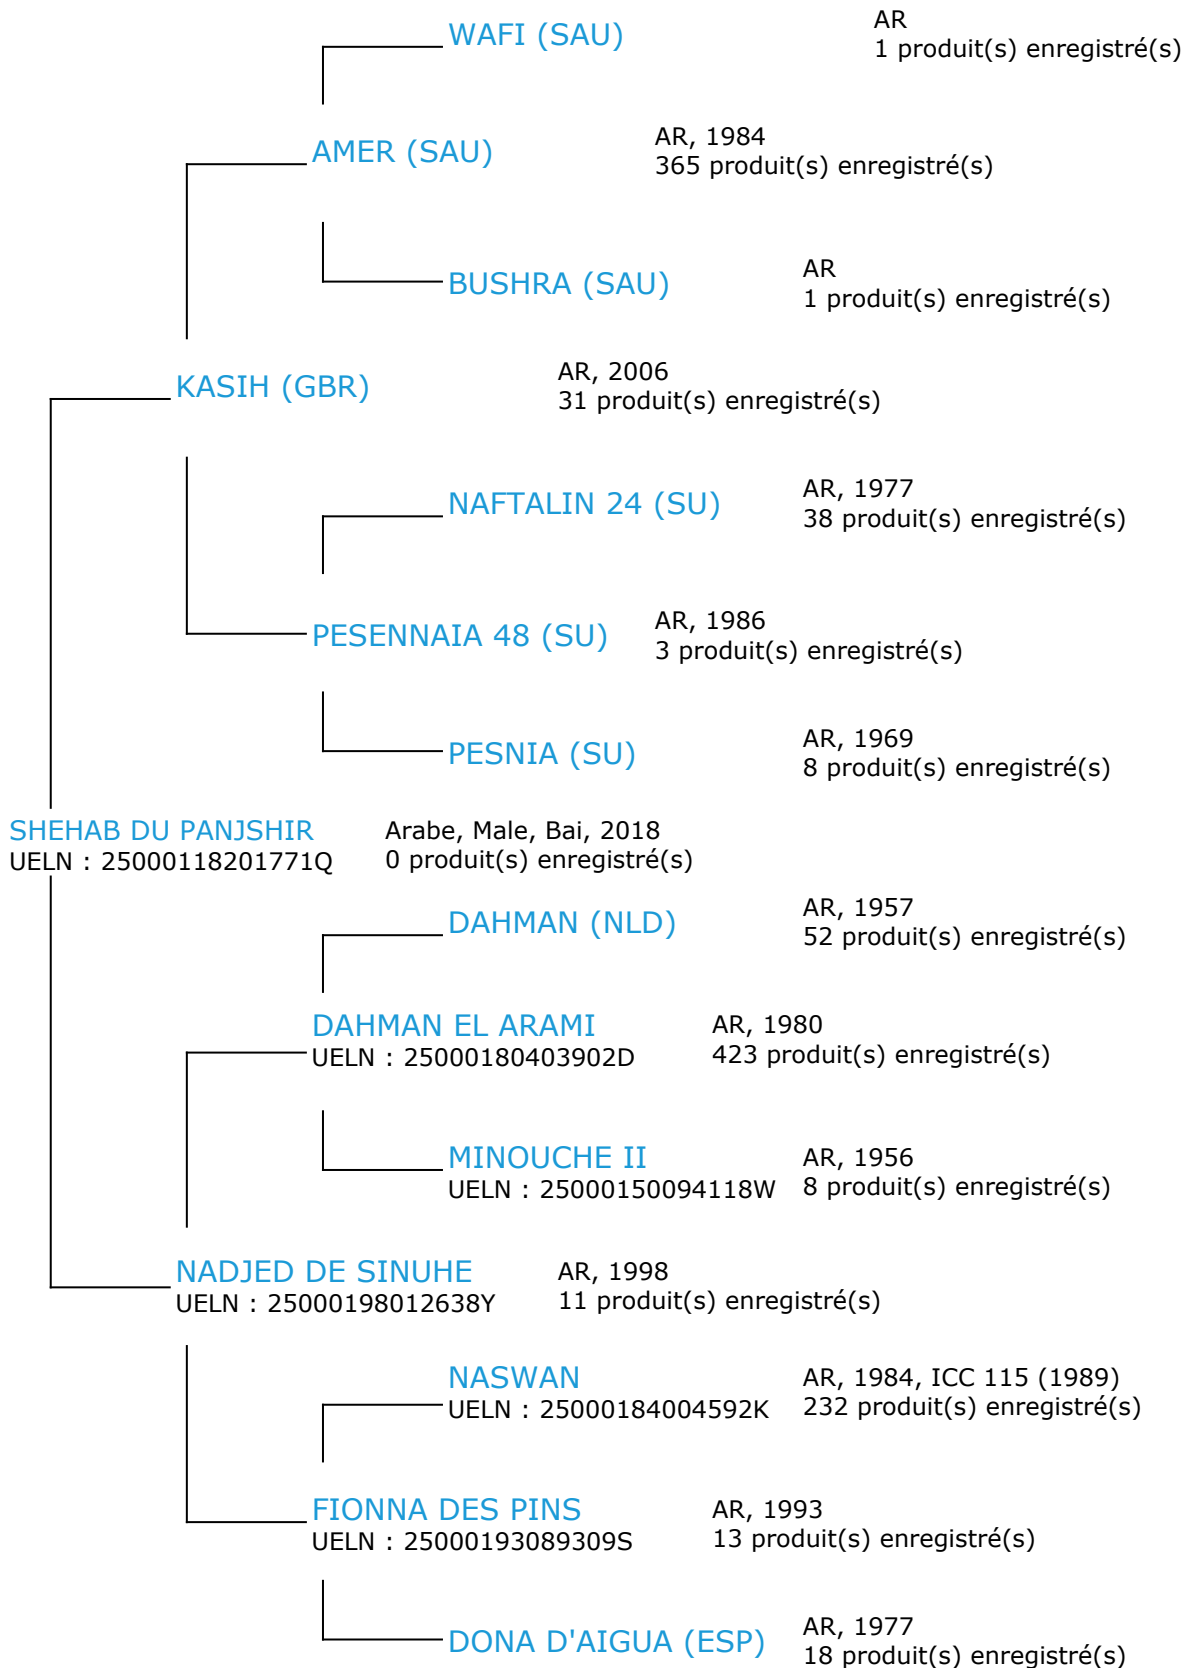 WAFI (SAU)
AR
1 produit(s) enregistré(s)
AMER (SAU)
AR, 1984
365 produit(s) enregistré(s)
BUSHRA (SAU)
AR
1 produit(s) enregistré(s)
KASIH (GBR)
AR, 2006
31 produit(s) enregistré(s)
NAFTALIN 24 (SU)
AR, 1977
38 produit(s) enregistré(s)
PESENNAIA 48 (SU)
AR, 1986
3 produit(s) enregistré(s)
PESNIA (SU)
AR, 1969
8 produit(s) enregistré(s)
SHEHAB DU PANJSHIR
UELN : 25000118201771Q
Arabe, Male, Bai, 2018
0 produit(s) enregistré(s)
DAHMAN (NLD)
AR, 1957
52 produit(s) enregistré(s)
DAHMAN EL ARAMI
UELN : 25000180403902D
AR, 1980
423 produit(s) enregistré(s)
MINOUCHE II
UELN : 25000150094118W
AR, 1956
8 produit(s) enregistré(s)
NADJED DE SINUHE
UELN : 25000198012638Y
AR, 1998
11 produit(s) enregistré(s)
NASWAN
UELN : 25000184004592K
AR, 1984, ICC 115 (1989)
232 produit(s) enregistré(s)
FIONNA DES PINS
UELN : 25000193089309S
AR, 1993
13 produit(s) enregistré(s)
DONA D'AIGUA (ESP)
AR, 1977
18 produit(s) enregistré(s)